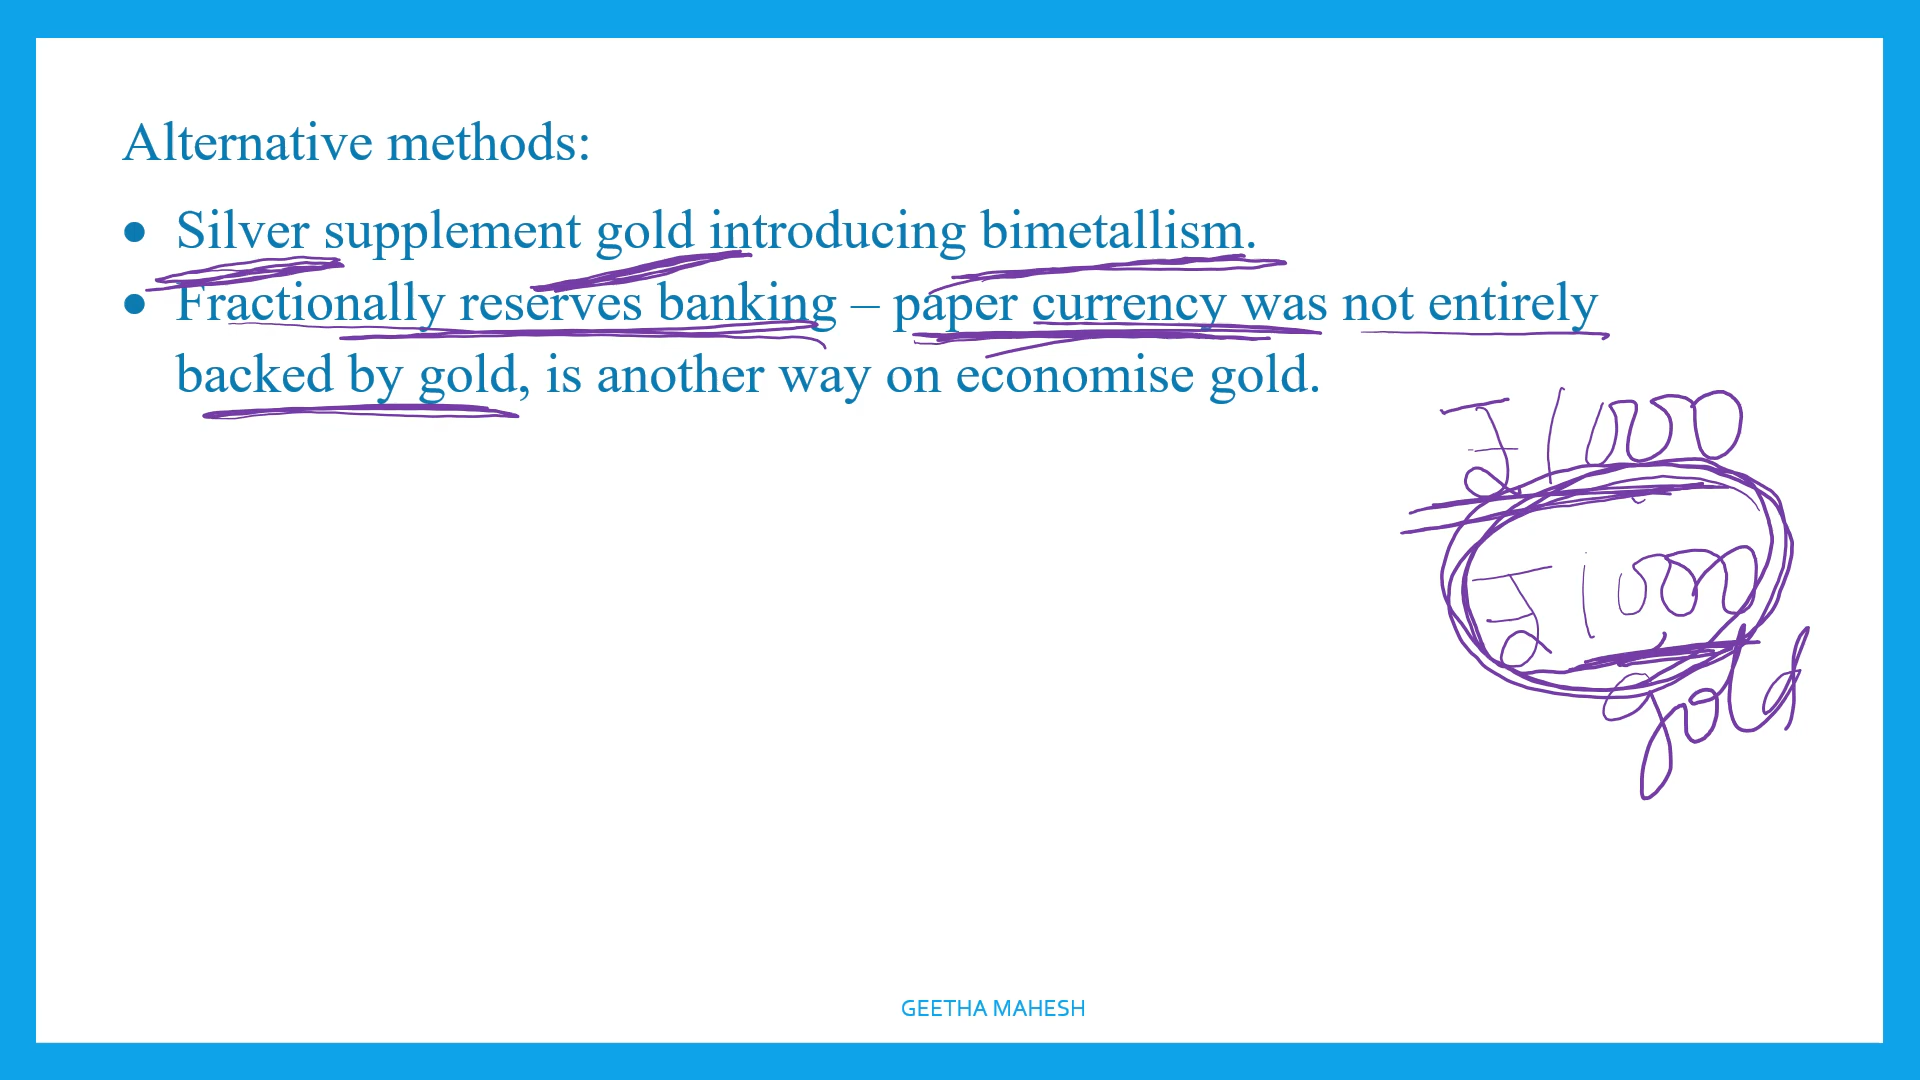 Alternative methods:
• Silver supplement gold introducing bimetallism.
• Fractionally reserves banking – paper currency was not entirely
backed by gold, is another way on economise gold.
1000
1000
gold
GEETHA MAHESH